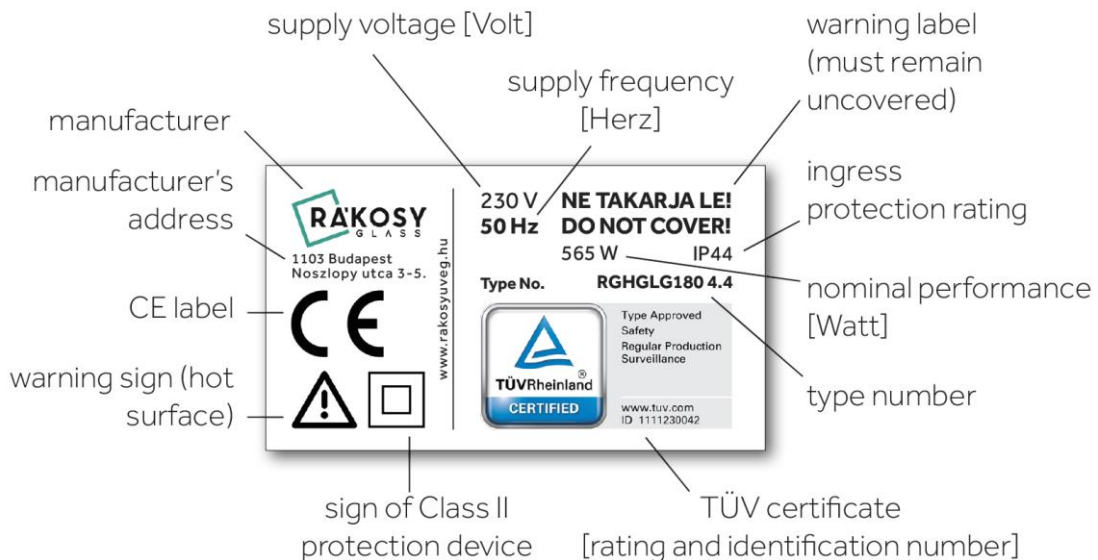 supply voltage [Volt]
supply frequency
[Herz]
warning label
(must remain
uncovered)
manufacturer
manufacturer's
address
CE label
warning sign (hot
surface)
RÁKOSY
GLASS
1103 Budapest
Noszlopy utca 3-5.
CE
www.rakosyuveg.hu
230 V NE TAKARJA LE!
50 Hz DO NOT COVER!
565 W IP44
Type No. RGHGLG180 4.4
TÜVRheinland®
CERTIFIED
Type Approved
Safety
Regular Production
Surveillance
www.tuv.com
ID 1111230042
ingress
protection rating
nominal performance
[Watt]
type number
sign of Class II
protection device
TÜV certificate
[rating and identification number]